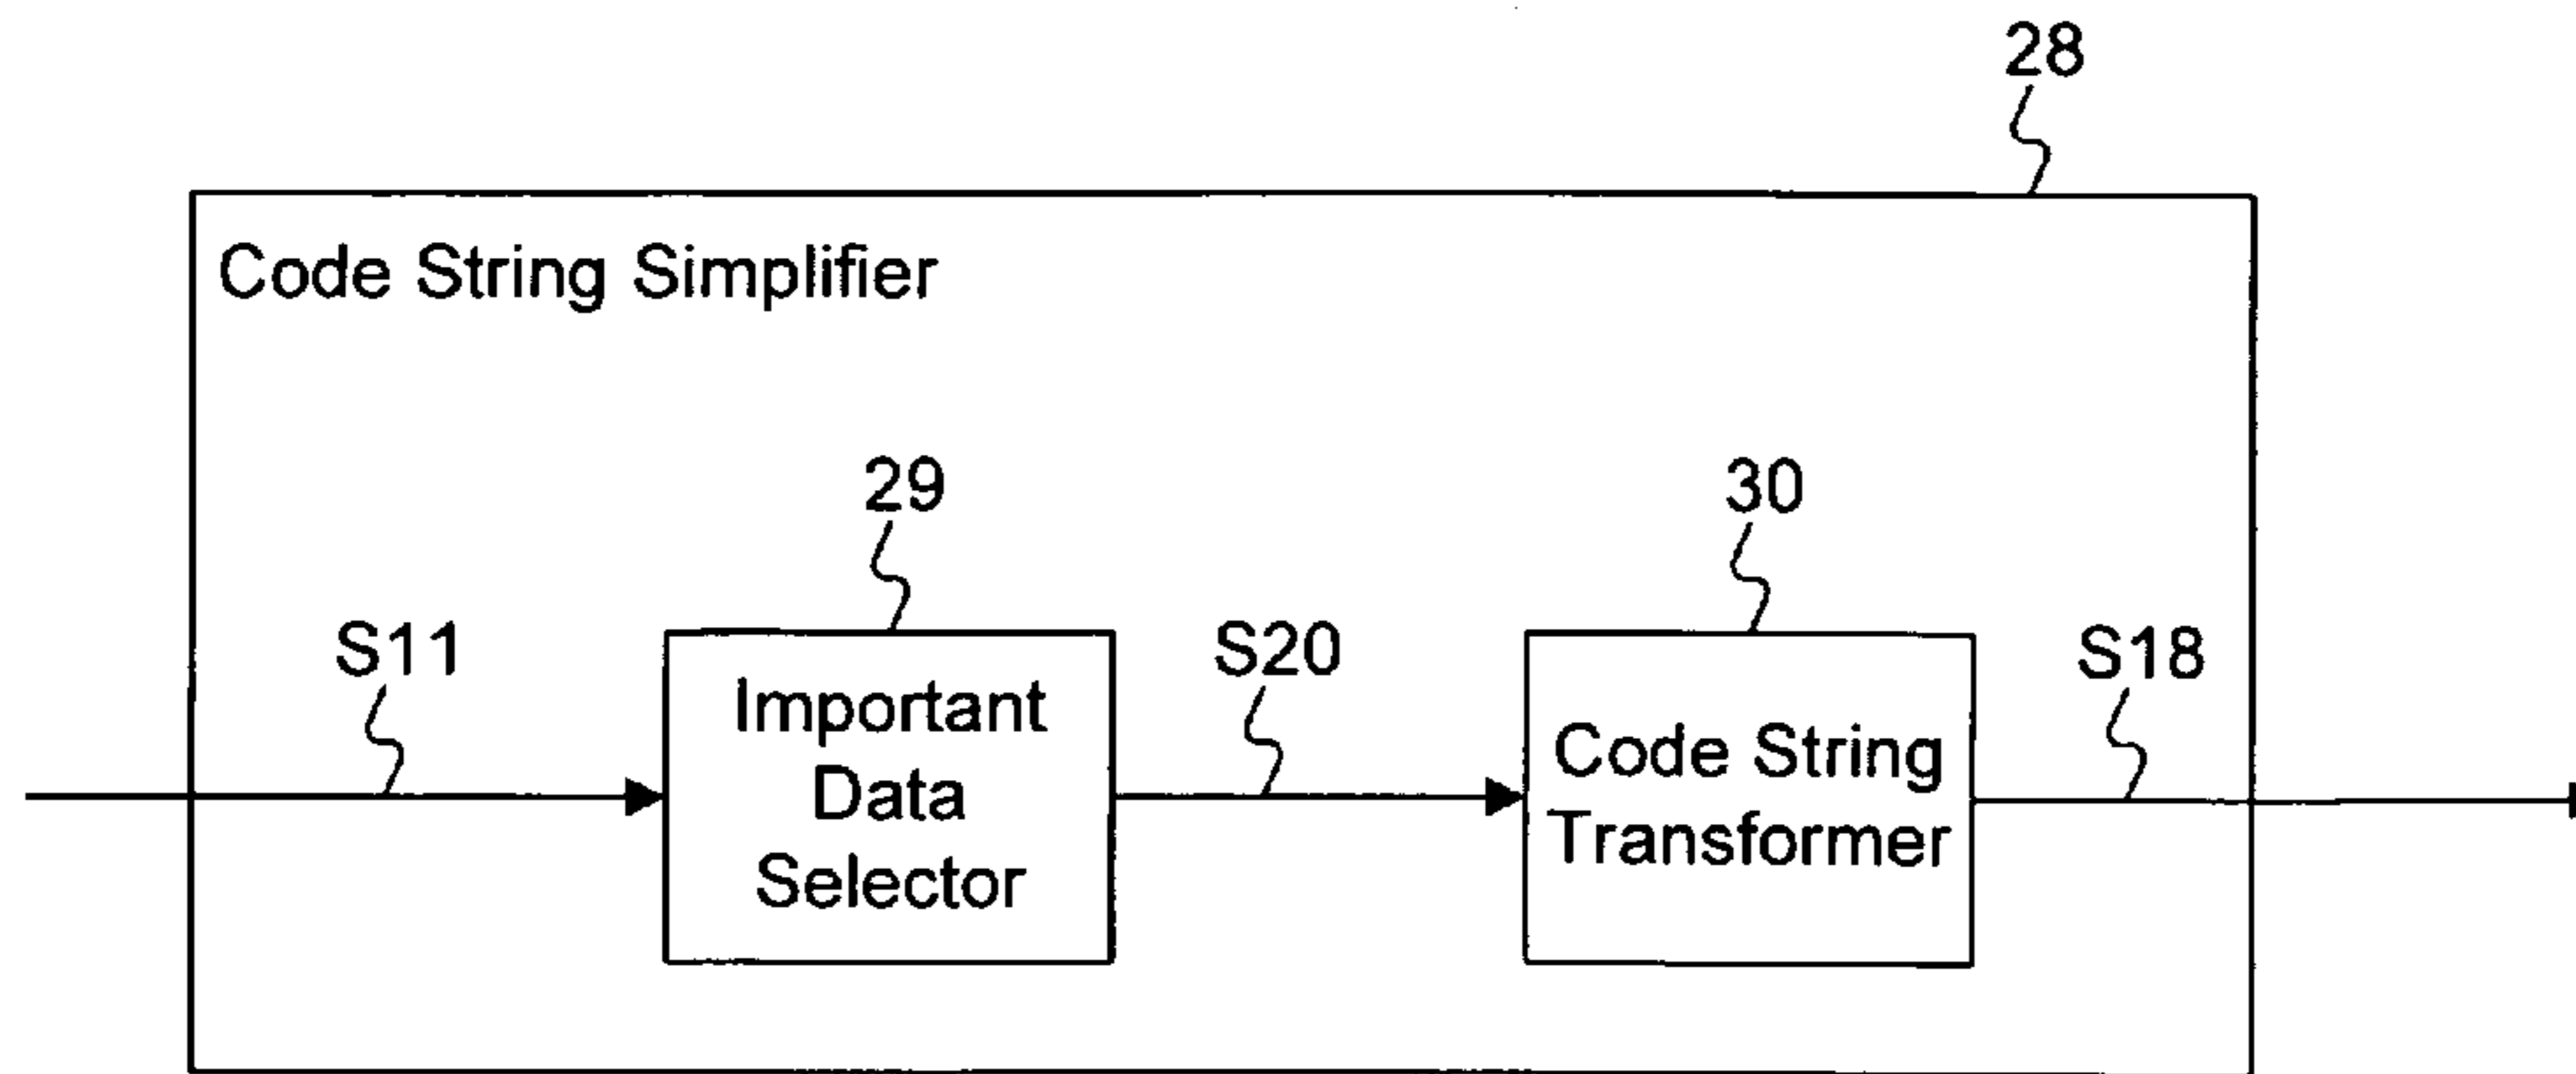 28
Code String Simplifier
29
30
S11
S20
S18
Important
Data
Selector
Code String
Transformer